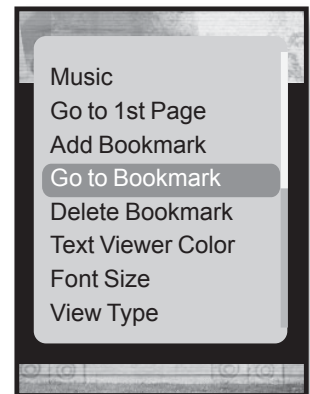 Music
Go to 1st Page
Add Bookmark
Go to Bookmark
Delete Bookmark
Text Viewer Color
Font Size
View Type